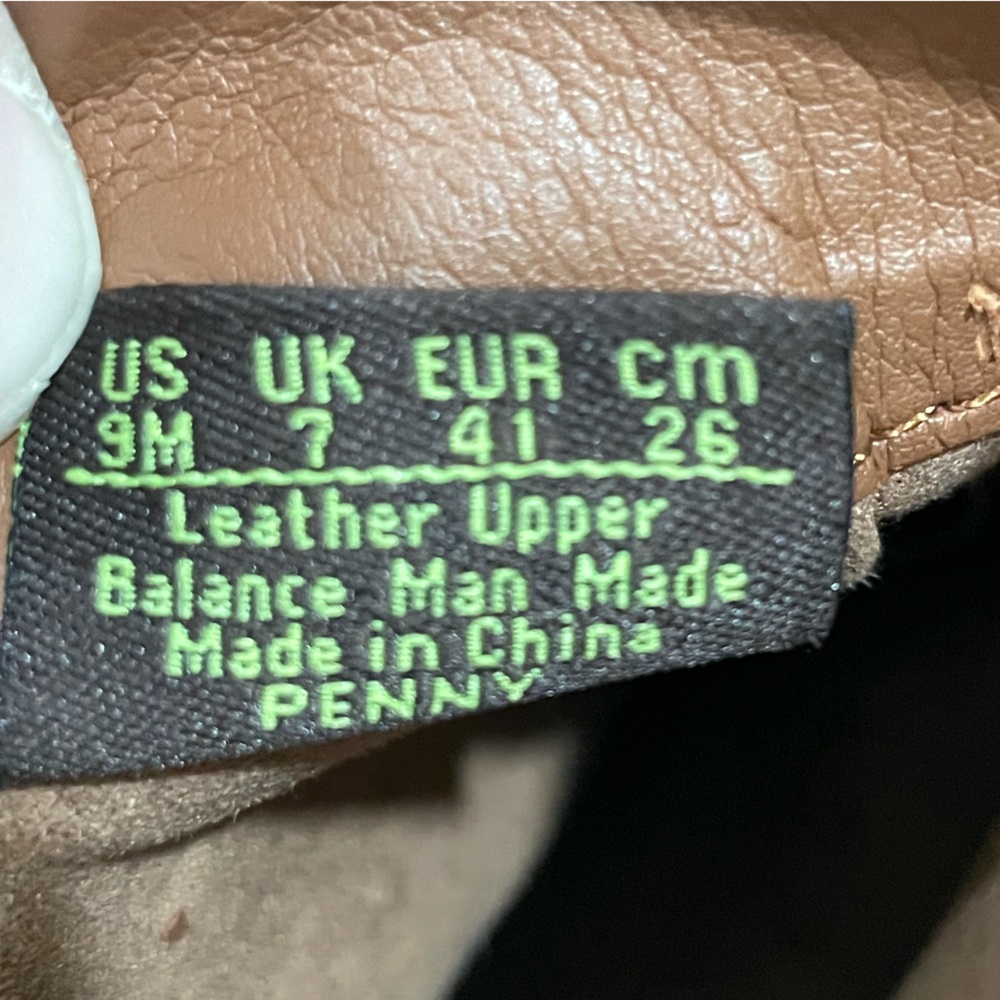 US UK EUR cm
9M 7 41 26
Leather Upper
Balance Man Made
Made in China
PENNY